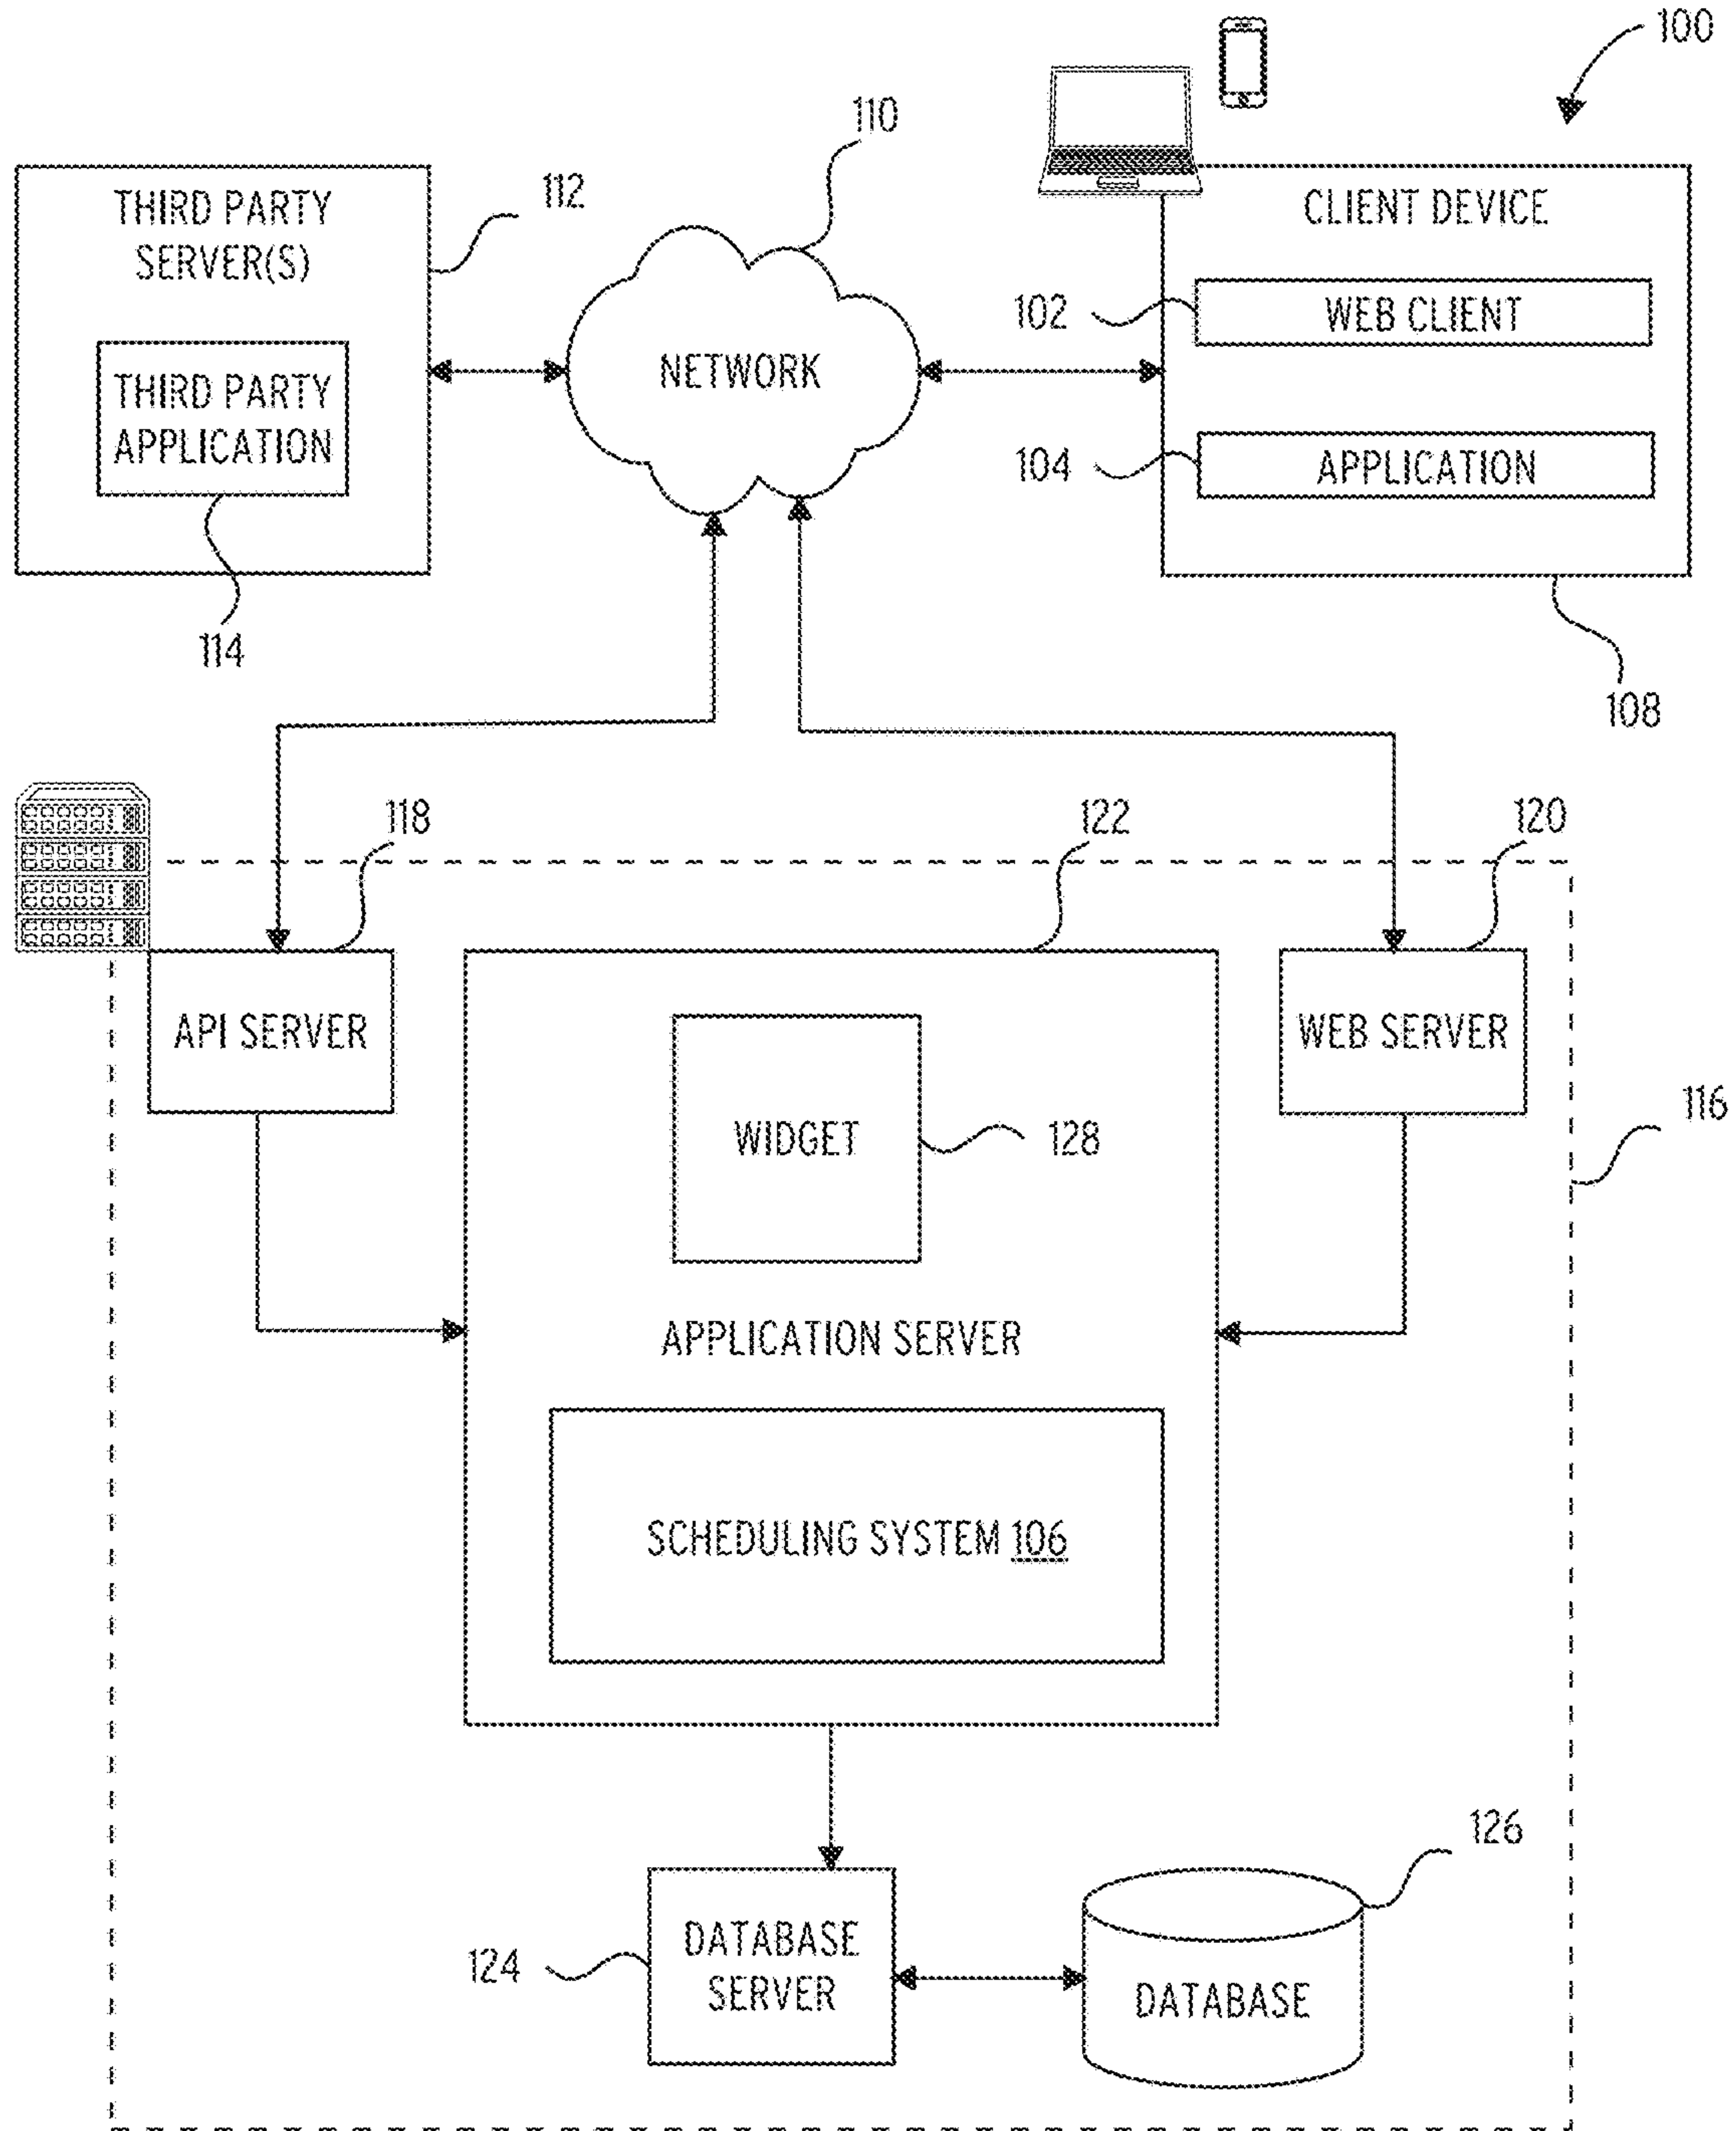 100
110
THIRD PARTY
SERVER(S)
112
CLIENT DEVICE
102
WEB CLIENT
NETWORK
THIRD PARTY
APPLICATION
104
APPLICATION
114
108
118
122
120
API SERVER
WEB SERVER
WIDGET
128
116
APPLICATION SERVER
SCHEDULING SYSTEM 106
126
124
DATABASE
SERVER
DATABASE